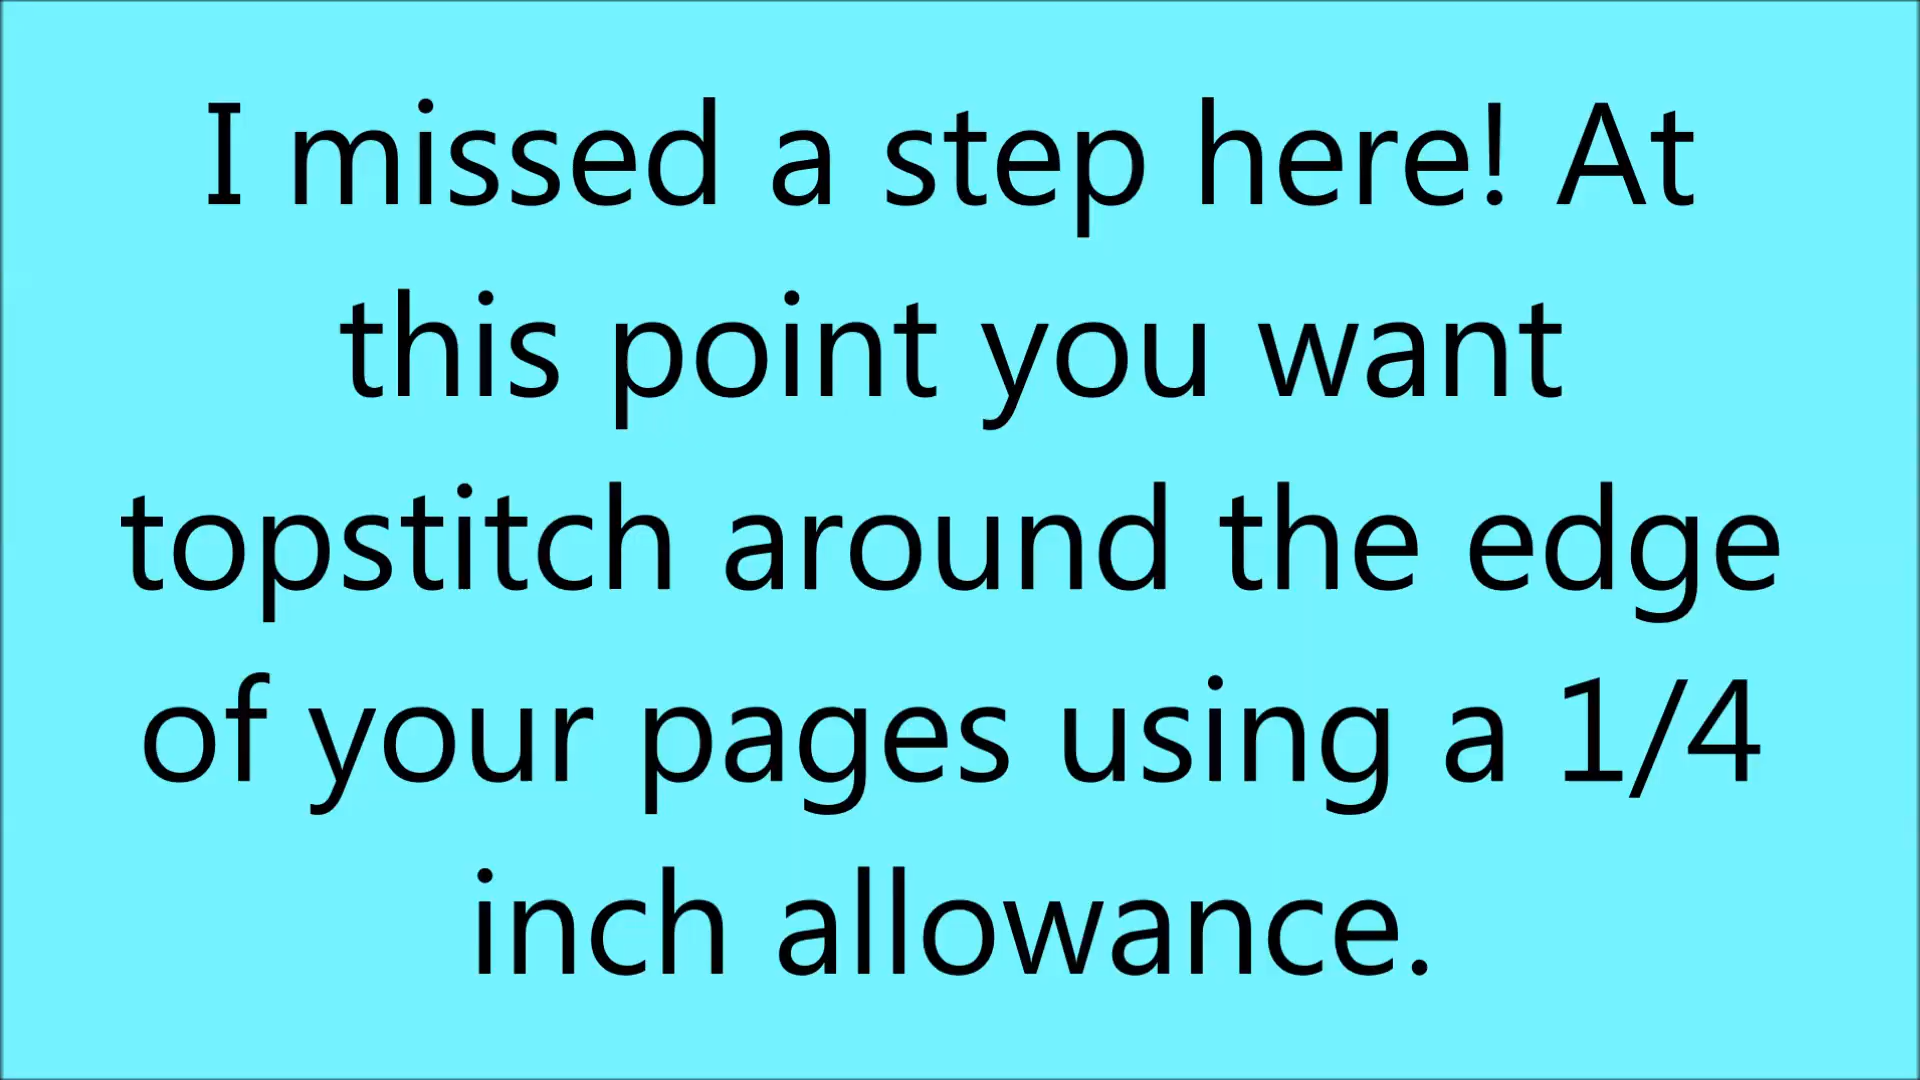 I missed a step here! At
this point you want
topstitch around the edge
of your pages using a 1/4
inch allowance.